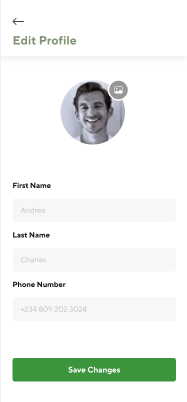 Edit Profile
First Name
Andrea
Last Name
Charles
Phone Number
+234 809 202 3024
Save Changes